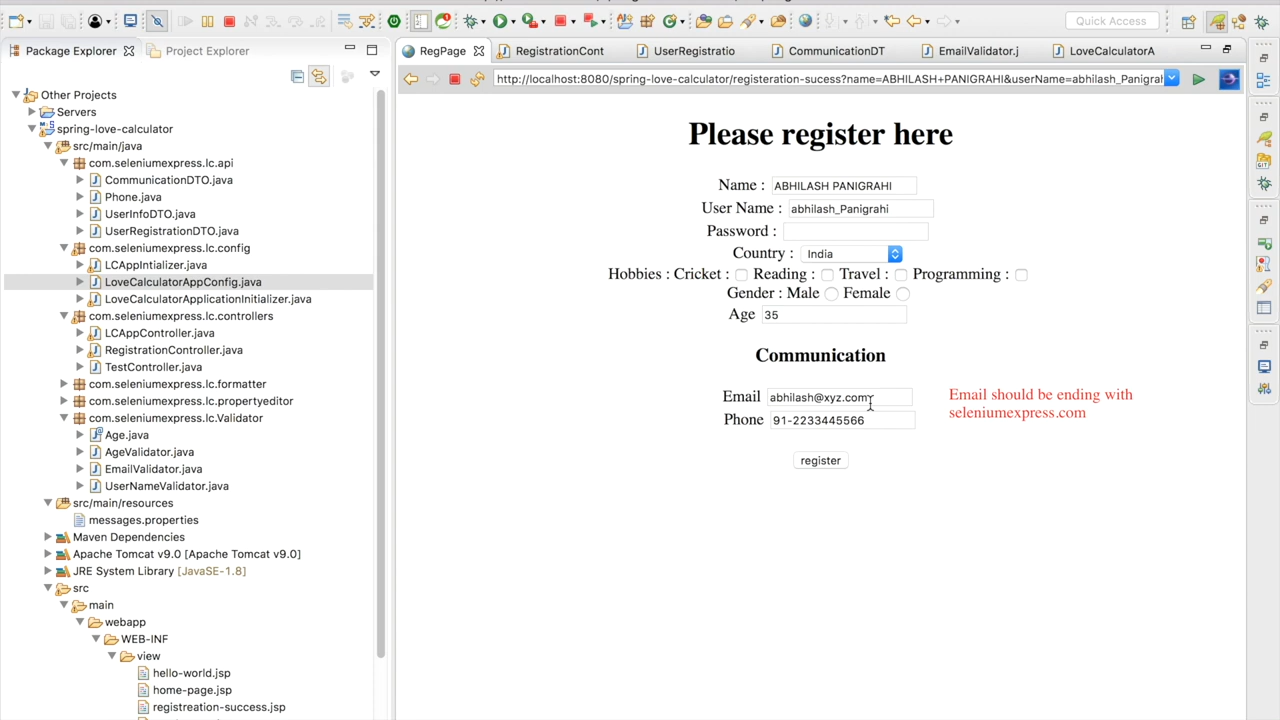 Quick Access
Package Explorer
Project Explorer
Other Projects
Servers
spring-love-calculator
src/main/java
com.seleniumexpress.lc.api
CommunicationDTO.java
Phone.java
UserInfoDTO.java
UserRegistrationDTO.java
com.seleniumexpress.lc.config
LCAppIntializer.java
LoveCalculatorAppConfig.java
LoveCalculatorApplicationInitializer.java
com.seleniumexpress.lc.controllers
LCAppController.java
RegistrationController.java
TestController.java
com.seleniumexpress.lc.formatter
com.seleniumexpress.lc.propertyeditor
com.seleniumexpress.lc.Validator
Age.java
AgeValidator.java
EmailValidator.java
UserNameValidator.java
src/main/resources
messages.properties
Maven Dependencies
Apache Tomcat v9.0 [Apache Tomcat v9.0]
JRE System Library [JavaSE-1.8]
src
main
webapp
WEB-INF
view
hello-world.jsp
home-page.jsp
registreation-success.jsp
RegPage
RegistrationCont
UserRegistratio
CommunicationDT
EmailValidator.j
LoveCalculatorA
http://localhost:8080/spring-love-calculator/registeration-sucess?name=ABHILASH+PANIGRAHI&userName=abhilash_Panigrah
Please register here
Name : ABHILASH PANIGRAHI
User Name : abhilash_Panigrahi
Password :
Country : India
Hobbies : Cricket : Reading : Travel : Programming :
Gender : Male Female
Age 35
Communication
Email abhilash@xyz.com
Email should be ending with
seleniumexpress.com
Phone 91-2233445566
register